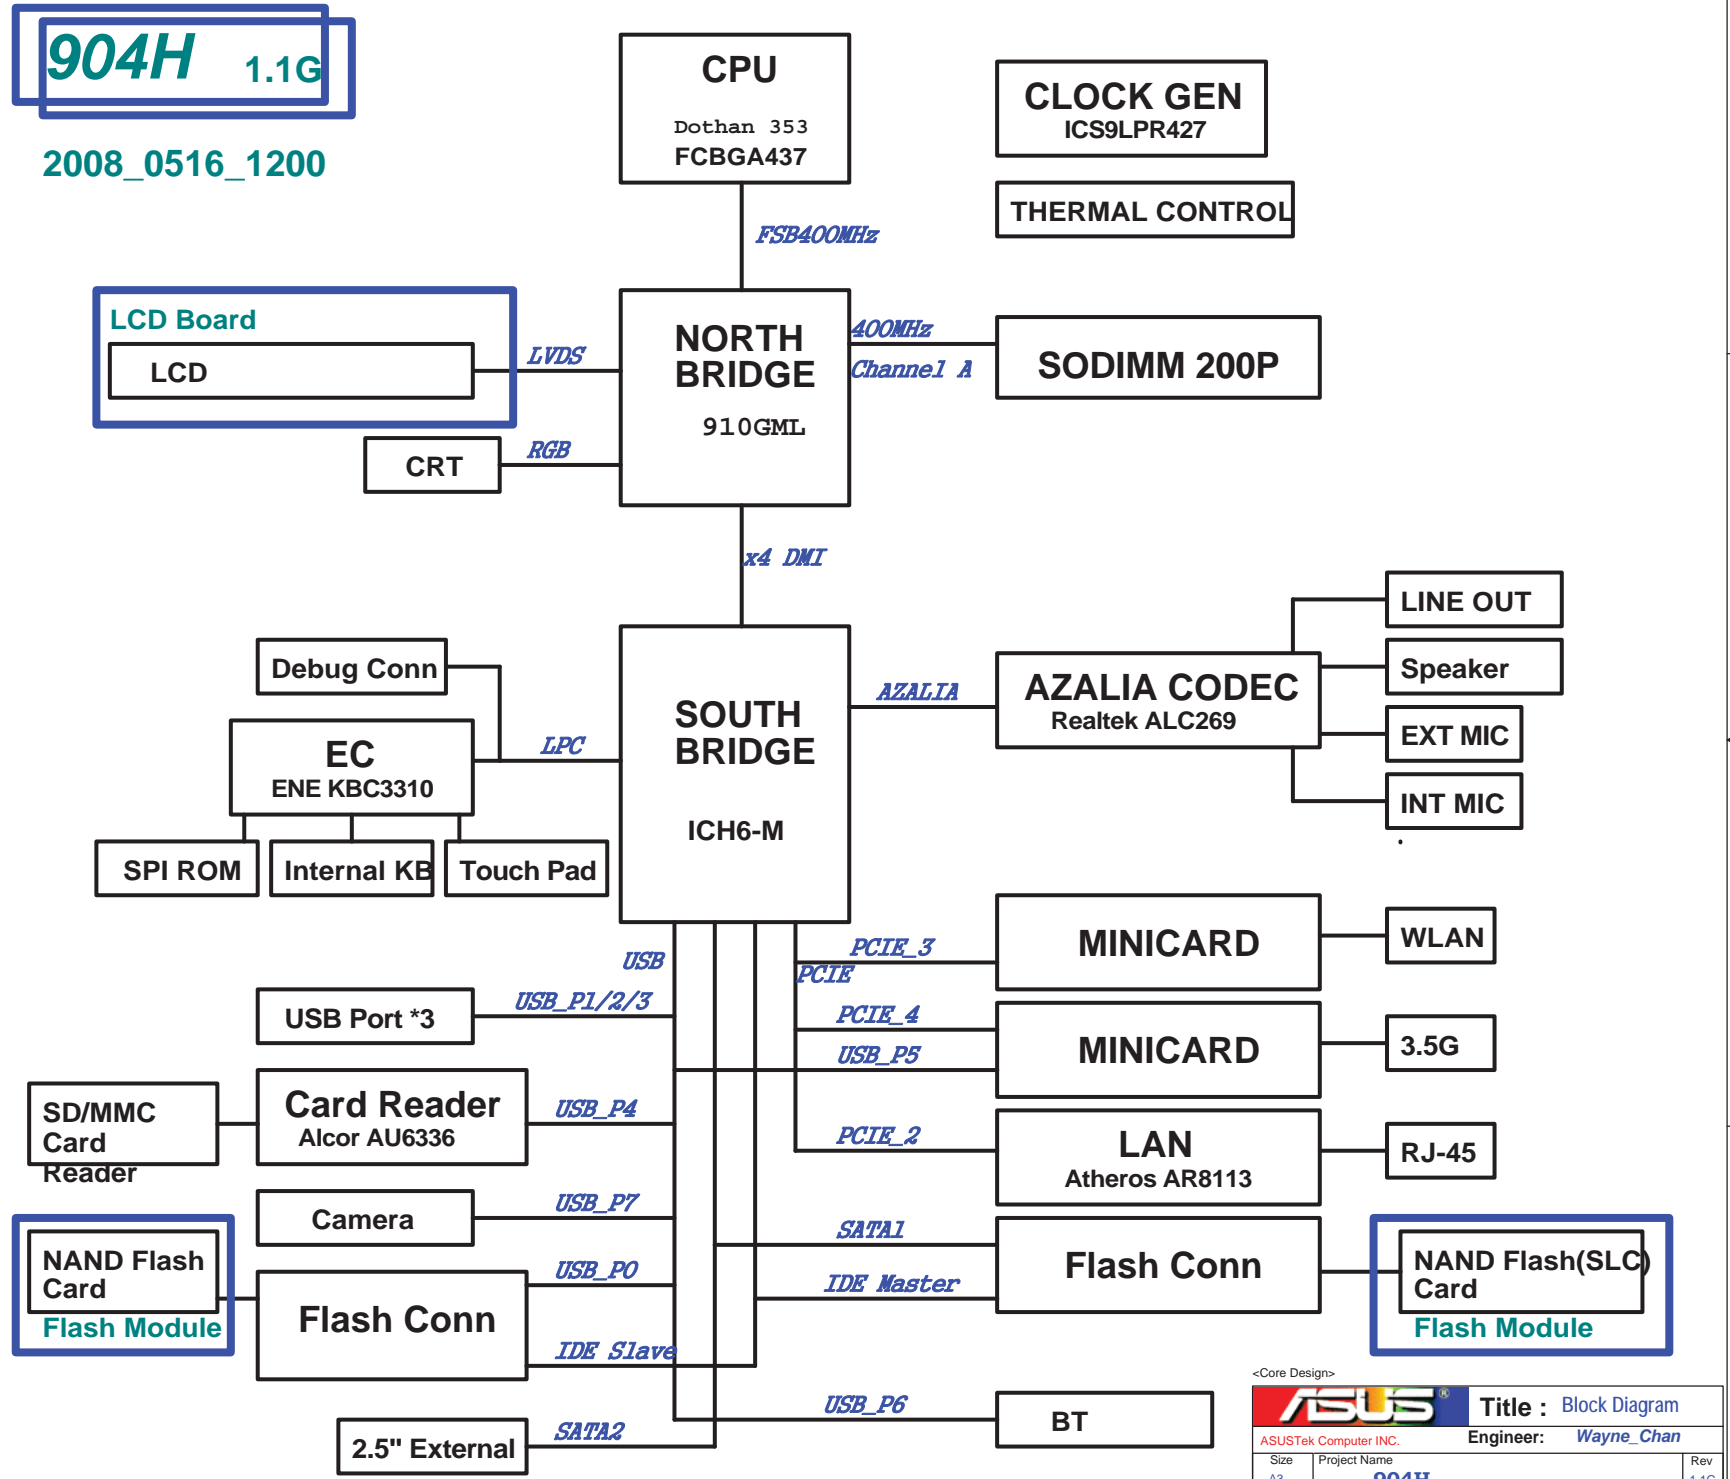 904H 1.1G
2008_0516_1200
CPU
Dothan 353
FCBGA437
CLOCK GEN
ICS9LPR427
THERMAL CONTROL
FSB400MHz
LCD Board
LCD
LVDS
NORTH
BRIDGE
910GML
400MHz
Channel A
SODIMM 200P
CRT
RGB
x4 DMI
Debug Conn
EC
ENE KBC3310
LPC
SPI ROM
Internal KB
Touch Pad
SOUTH
BRIDGE
ICH6-M
AZALIA
AZALIA CODEC
Realtek ALC269
LINE OUT
Speaker
EXT MIC
INT MIC
USB
PCIE_3
PCIE
MINICARD
WLAN
USB Port *3
USB_P1/2/3
PCIE_4
USB_P5
MINICARD
3.5G
SD/MMC
Card
Reader
Card Reader
Alcor AU6336
USB_P4
PCIE_2
LAN
Atheros AR8113
RJ-45
Camera
USB_P7
NAND Flash
Card
Flash Module
Flash Conn
USB_P0
IDE Slave
SATA1
IDE Master
Flash Conn
NAND Flash(SLC)
Card
Flash Module
2.5" External
SATA2
USB_P6
BT
<Core Design>
ASUS®
ASUSTek Computer INC.
Title : Block Diagram
Engineer: Wayne_Chan
Size Project Name Rev
A3 904H 1.1G